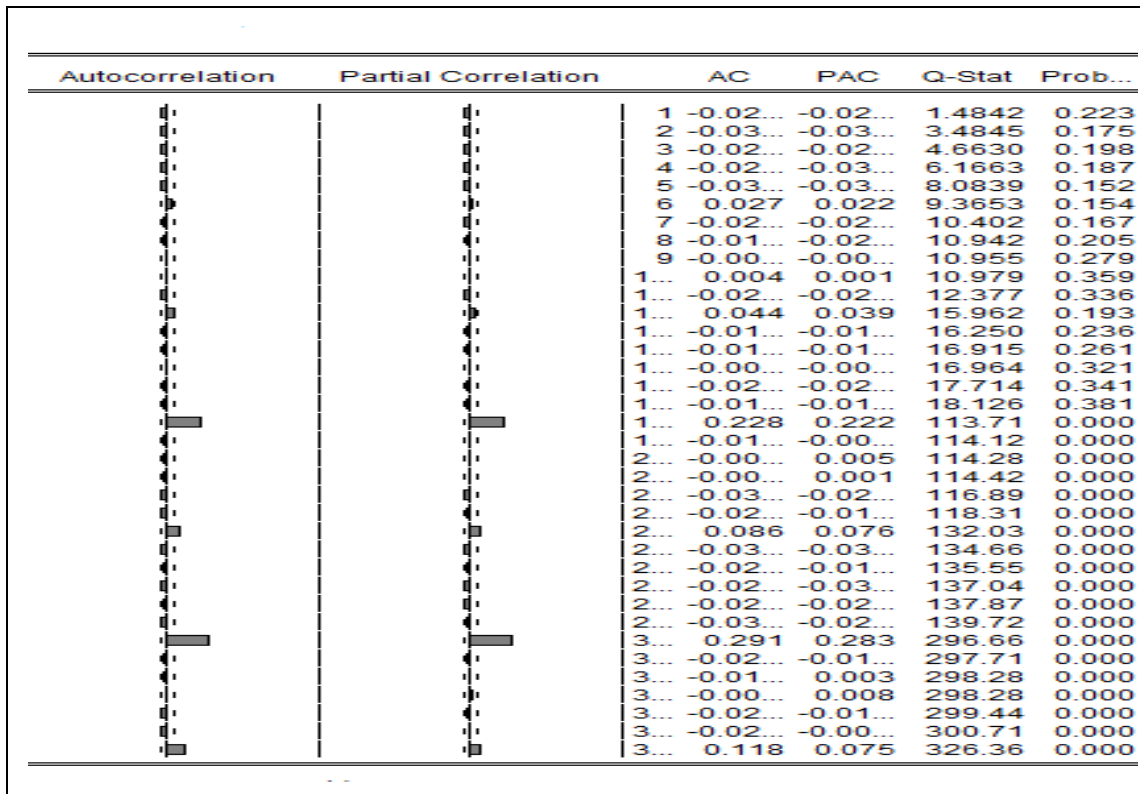 Autocorrelation Partial Correlation AC PAC Q-Stat Prob...
1 -0.02... -0.02... 1.4842 0.223
2 -0.03... -0.03... 3.4845 0.175
3 -0.02... -0.02... 4.6630 0.198
4 -0.02... -0.03... 6.1663 0.187
5 -0.03... -0.03... 8.0839 0.152
6 0.027 0.022 9.3653 0.154
7 -0.02... -0.02... 10.402 0.167
8 -0.01... -0.02... 10.942 0.205
9 -0.00... -0.00... 10.955 0.279
1... 0.004 0.001 10.979 0.359
1... -0.02... -0.02... 12.377 0.336
1... 0.044 0.039 15.962 0.193
1... -0.01... -0.01... 16.250 0.236
1... -0.01... -0.01... 16.915 0.261
1... -0.00... -0.00... 16.964 0.321
1... -0.02... -0.02... 17.714 0.341
1... -0.01... -0.01... 18.126 0.381
1... 0.228 0.222 113.71 0.000
1... -0.01... -0.00... 114.12 0.000
2... -0.00... 0.005 114.28 0.000
2... -0.00... 0.001 114.42 0.000
2... -0.03... -0.02... 116.89 0.000
2... -0.02... -0.01... 118.31 0.000
2... 0.086 0.076 132.03 0.000
2... -0.03... -0.03... 134.66 0.000
2... -0.02... -0.01... 135.55 0.000
2... -0.02... -0.03... 137.04 0.000
2... -0.02... -0.02... 137.87 0.000
2... -0.03... -0.02... 139.72 0.000
3... 0.291 0.283 296.66 0.000
3... -0.02... -0.01... 297.71 0.000
3... -0.01... 0.003 298.28 0.000
3... -0.00... 0.008 298.28 0.000
3... -0.02... -0.01... 299.44 0.000
3... -0.02... -0.00... 300.71 0.000
3... 0.118 0.075 326.36 0.000